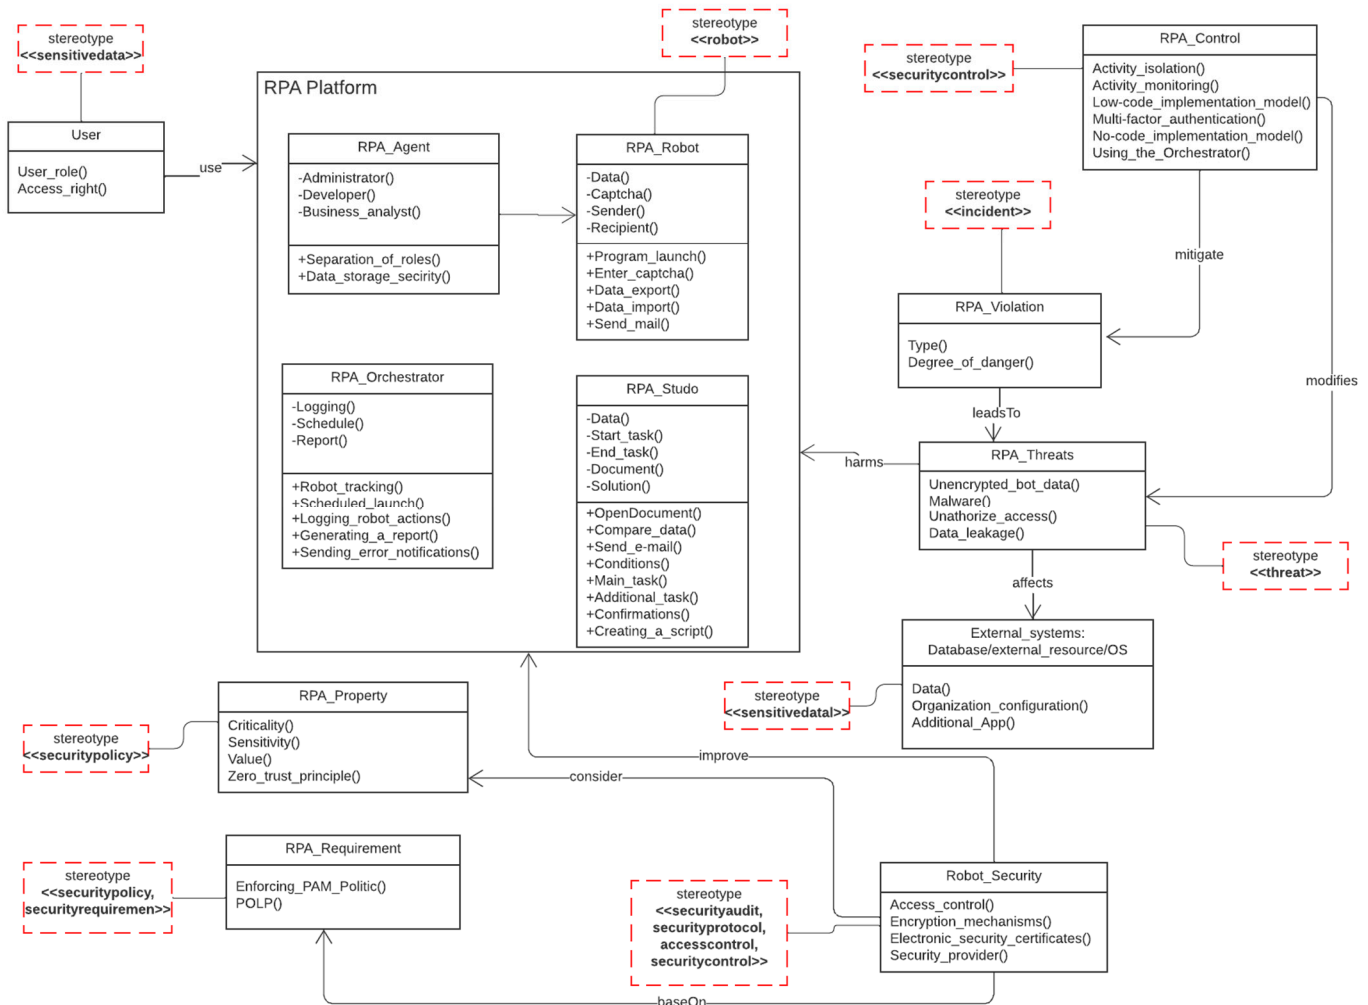 stereotype
<<sensitivedata>>
User
User_role()
Access_right()
use
RPA Platform
RPA_Agent
-Administrator()
-Developer()
-Business_analyst()
+Separation_of_roles()
+Data_storage_secirity()
stereotype
<<robot>>
RPA_Robot
-Data()
-Captcha()
-Sender()
-Recipient()
+Program_launch()
+Enter_captcha()
+Data_export()
+Data_import()
+Send_mail()
RPA_Orchestrator
-Logging()
-Schedule()
-Report()
+Robot_tracking()
+Scheduled_launch()
+Logging_robot_actions()
+Generating_a_report()
+Sending_error_notifications()
RPA_Studo
-Data()
-Start_task()
-End_task()
-Document()
-Solution()
+OpenDocument()
+Compare_data()
+Send_e-mail()
+Conditions()
+Main_task()
+Additional_task()
+Confirmations()
+Creating_a_script()
stereotype
<<securitycontrol>>
RPA_Control
Activity_isolation()
Activity_monitoring()
Low-code_implementation_model()
Multi-factor_authentication()
No-code_implementation_model()
Using_the_Orchestrator()
stereotype
<<incident>>
mitigate
RPA_Violation
Type()
Degree_of_danger()
modifies
leadsTo
harms
RPA_Threats
Unencrypted_bot_data()
Malware()
Unathorize_access()
Data_leakage()
stereotype
<<threat>>
affects
External_systems:
Database/external_resource/OS
Data()
Organization_configuration()
Additional_App()
stereotype
<<sensitivedatal>>
RPA_Property
Criticality()
Sensitivity()
Value()
Zero_trust_principle()
stereotype
<<securitypolicy>>
improve
consider
RPA_Requirement
Enforcing_PAM_Politic()
POLP()
stereotype
<<securitypolicy,
securityrequiremen>>
stereotype
<<securityaudit,
securityprotocol,
accesscontrol,
securitycontrol>>
Robot_Security
Access_control()
Encryption_mechanisms()
Electronic_security_certificates()
Security_provider()
baseOn